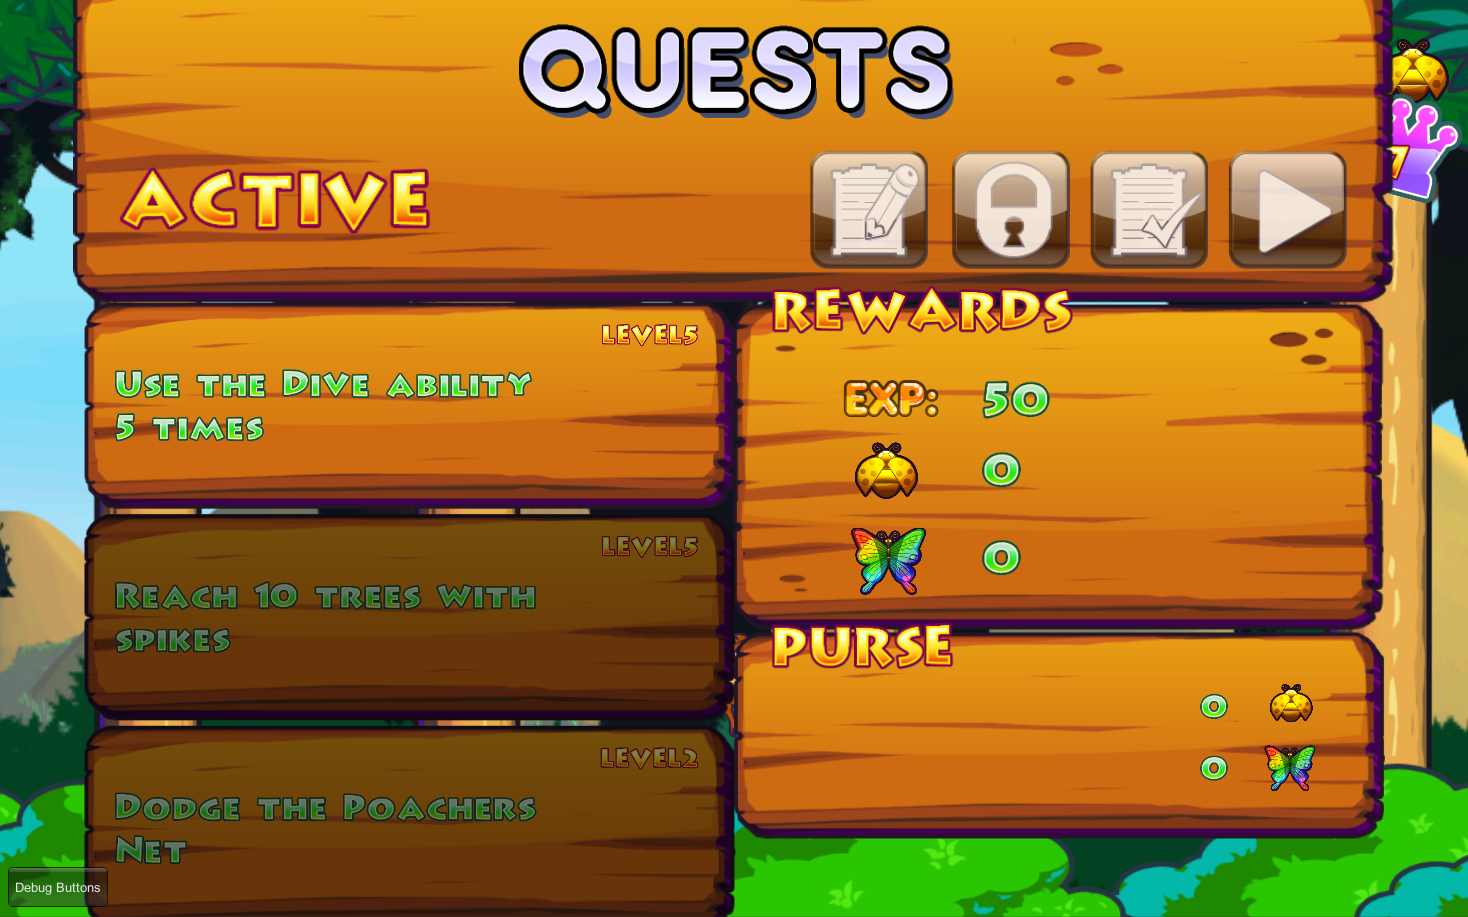 QUESTS
ACTIVE
7
LEVEL5
Use the Dive ability
5 times
LEVEL5
Reach 10 trees with
spikes
LEVEL2
Dodge the Poachers
Net
REWARDS
EXP: 50
0
0
PURSE
0
0
Debug Buttons